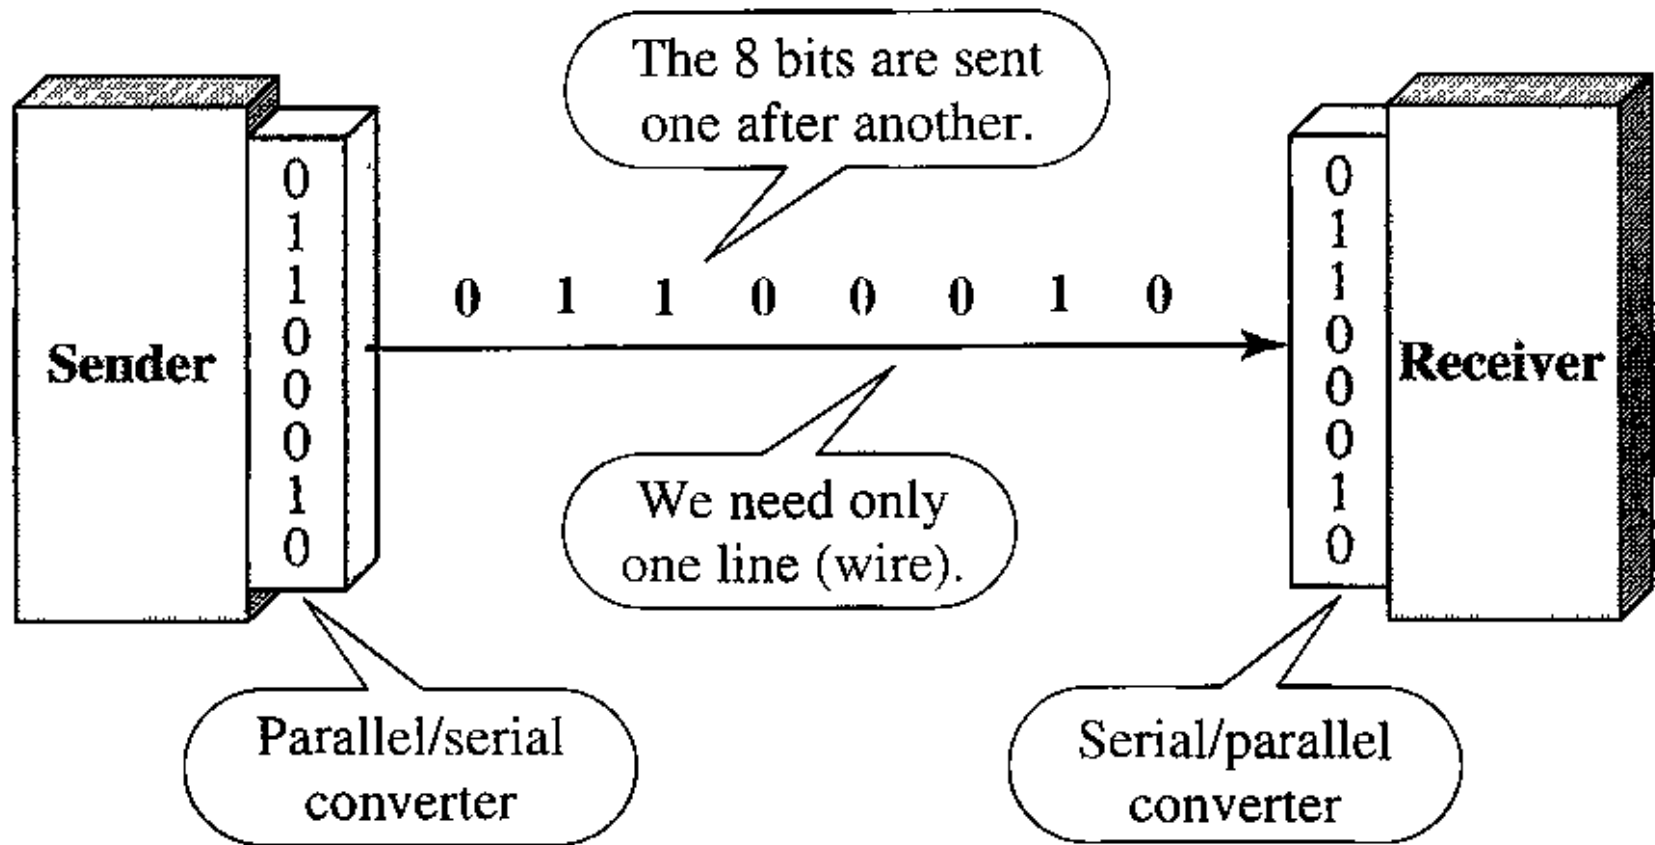 The 8 bits are sent
one after another.
0
1
1
0
0
0
1
0
Sender
0 1 1 0 0 0 1 0
0
1
1
0
0
0
1
0
Receiver
We need only
one line (wire).
Parallel/serial
converter
Serial/parallel
converter